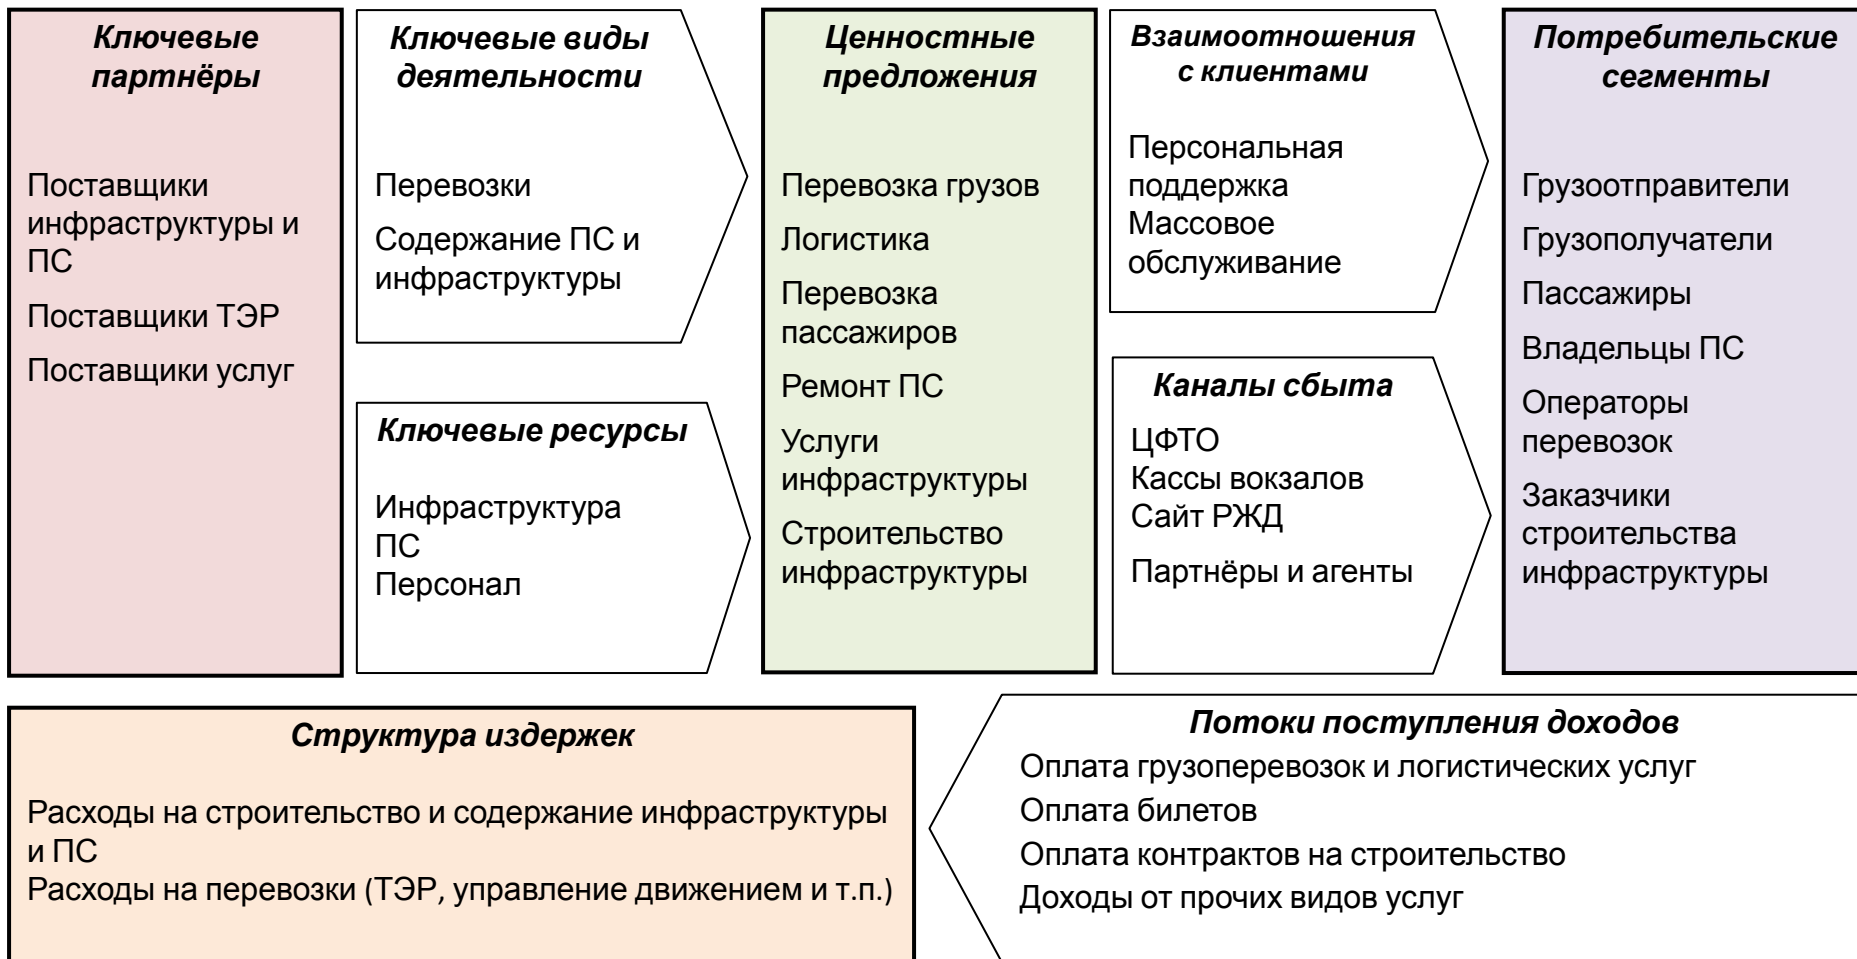 Ключевые
партнёры
Поставщики
инфраструктуры и
ПС
Поставщики ТЭР
Поставщики услуг
Ключевые виды
деятельности
Перевозки
Содержание ПС и
инфраструктуры
Ключевые ресурсы
Инфраструктура
ПС
Персонал
Ценностные
предложения
Перевозка грузов
Логистика
Перевозка
пассажиров
Ремонт ПС
Услуги
инфраструктуры
Строительство
инфраструктуры
Взаимоотношения
с клиентами
Персональная
поддержка
Массовое
обслуживание
Каналы сбыта
ЦФТО
Кассы вокзалов
Сайт РЖД
Партнёры и агенты
Потребительские
сегменты
Грузоотправители
Грузополучатели
Пассажиры
Владельцы ПС
Операторы
перевозок
Заказчики
строительства
инфраструктуры
Структура издержек
Расходы на строительство и содержание инфраструктуры
и ПС
Расходы на перевозки (ТЭР, управление движением и т.п.)
Потоки поступления доходов
Оплата грузоперевозок и логистических услуг
Оплата билетов
Оплата контрактов на строительство
Доходы от прочих видов услуг